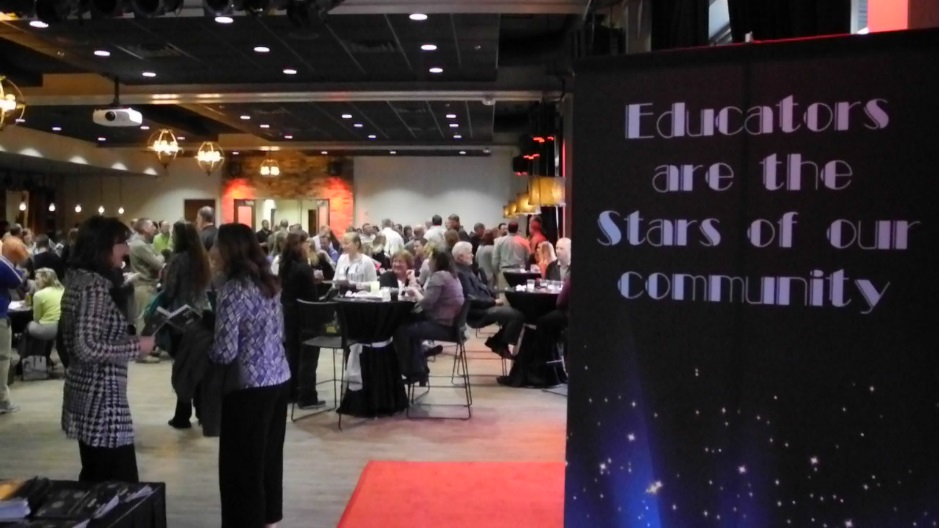 Educators
are the
Stars of our
community